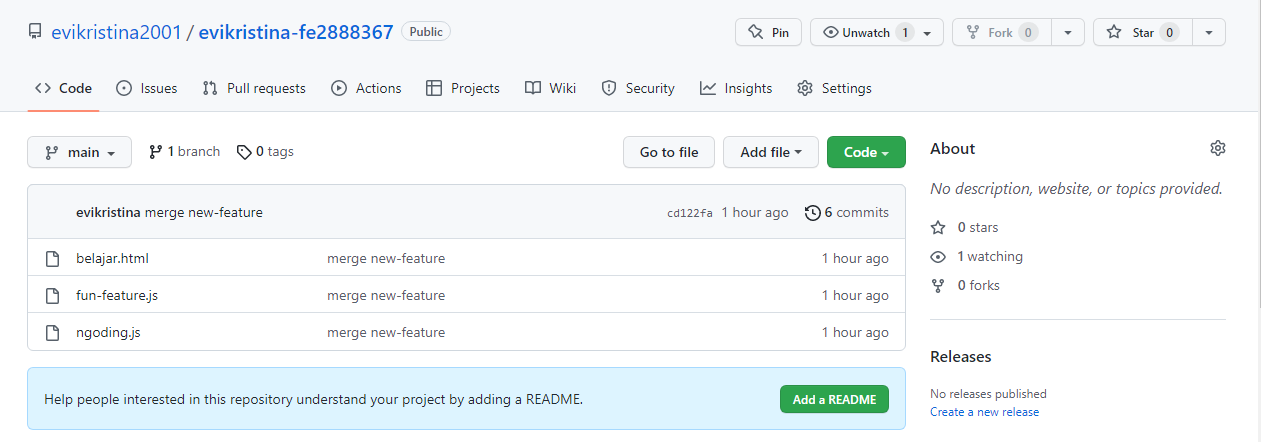 evikristina2001 / evikristina-fe2888367 Public
Pin
Unwatch 1
Fork 0
Star 0
Code
Issues
Pull requests
Actions
Projects
Wiki
Security
Insights
Settings
main
1 branch
0 tags
Go to file
Add file
Code
evikristina merge new-feature
cd122fa 1 hour ago
6 commits
belajar.html merge new-feature 1 hour ago
fun-feature.js merge new-feature 1 hour ago
ngoding.js merge new-feature 1 hour ago
Help people interested in this repository understand your project by adding a README.
Add a README
About
No description, website, or topics provided.
0 stars
1 watching
0 forks
Releases
No releases published
Create a new release